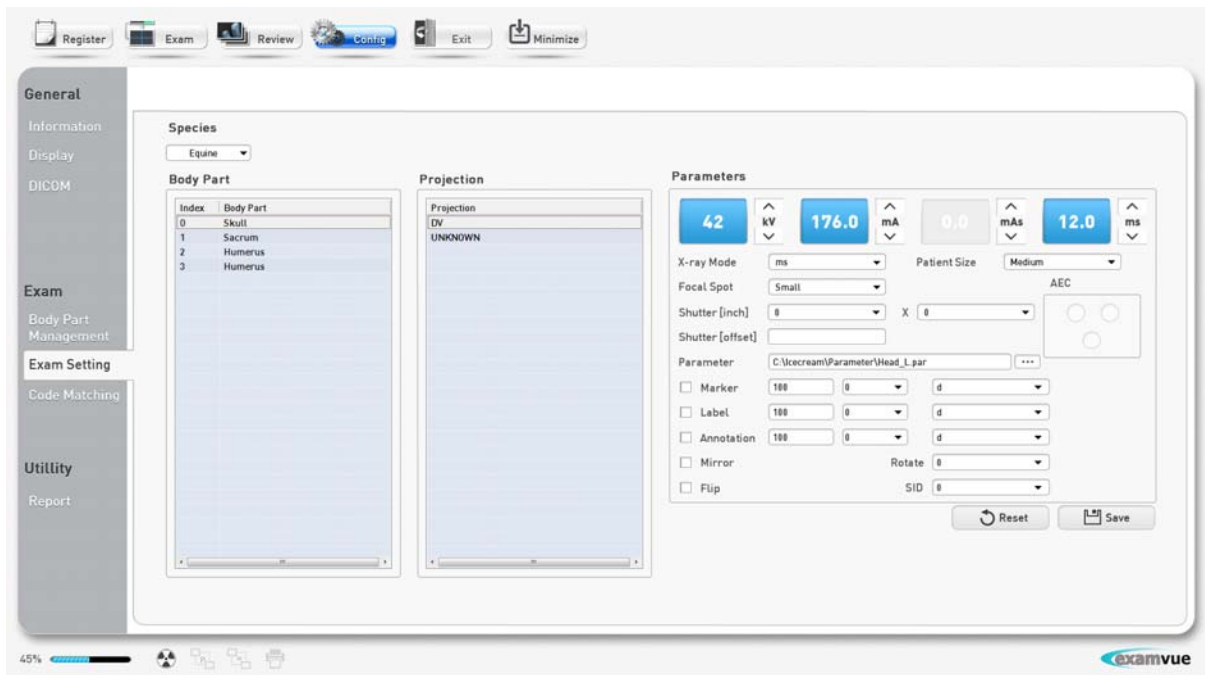 Register Exam Review Config Exit Minimize
General
Information
Display
DICOM
Exam
Body Part
Management
Exam Setting
Code Matching
Utillity
Report
Species
Equine
Body Part
Index Body Part
0 Skull
1 Sacrum
2 Humerus
3 Humerus
Projection
Projection
DV
UNKNOWN
Parameters
42 kV 176.0 mA 0.0 mAs 12.0 ms
X-ray Mode ms Patient Size Medium
Focal Spot Small AEC
Shutter [inch] 0 X 0
Shutter [offset]
Parameter C:\Icecream\Parameter\Head_L.par ...
Marker 100 0 d
Label 100 0 d
Annotation 100 0 d
Mirror Rotate 0
Flip SID 0
Reset Save
45%
examvue